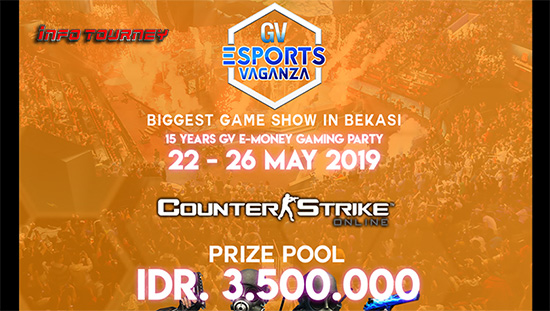 INFO TOURNEY
GV
ESPORTS
VAGANZA
BIGGEST GAME SHOW IN BEKASI
15 YEARS GV E-MONEY GAMING PARTY
22 - 26 MAY 2019
COUNTER STRIKE
ONLINE
PRIZE POOL
IDR. 3.500.000